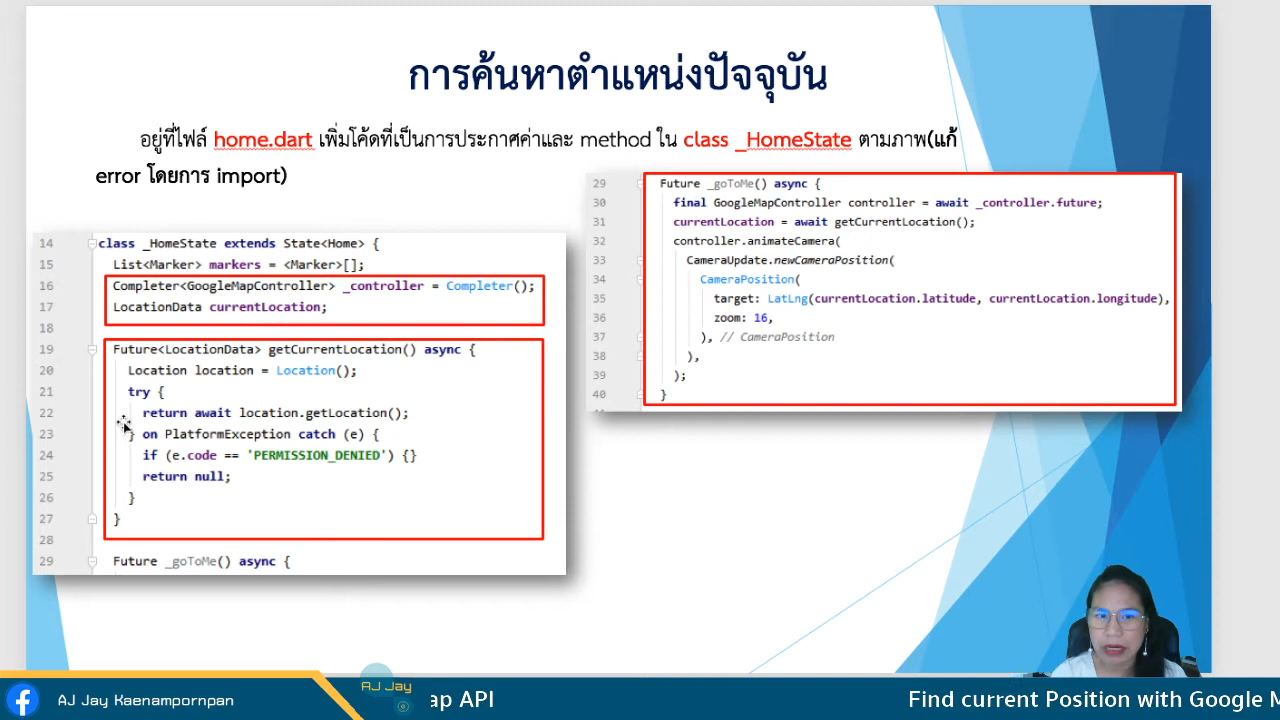 การค้นหาตำแหน่งปัจจุบัน
อยู่ที่ไฟล์ home.dart เพิ่มโค้ดที่เป็นการประกาศค่าและ method ใน class _HomeState ตามภาพ(แก้
error โดยการ import)
14 class _HomeState extends State<Home> {
15 List<Marker> markers = <Marker>[];
16 Completer<GoogleMapController> _controller = Completer();
17 LocationData currentLocation;
18
19 Future<LocationData> getCurrentLocation() async {
20 Location location = Location();
21 try {
22 return await location.getLocation();
23 } on PlatformException catch (e) {
24 if (e.code == 'PERMISSION_DENIED') {}
25 return null;
26 }
27 }
28
29 Future _goToMe() async {
29 Future _goToMe() async {
30 final GoogleMapController controller = await _controller.future;
31 currentLocation = await getCurrentLocation();
32 controller.animateCamera(
33 CameraUpdate.newCameraPosition(
34 CameraPosition(
35 target: LatLng(currentLocation.latitude, currentLocation.longitude),
36 zoom: 16,
37 ), // CameraPosition
38 ),
39 );
40 }
AJ Jay Kaenampornpan
AJ Jay
ap API
Find current Position with Google M